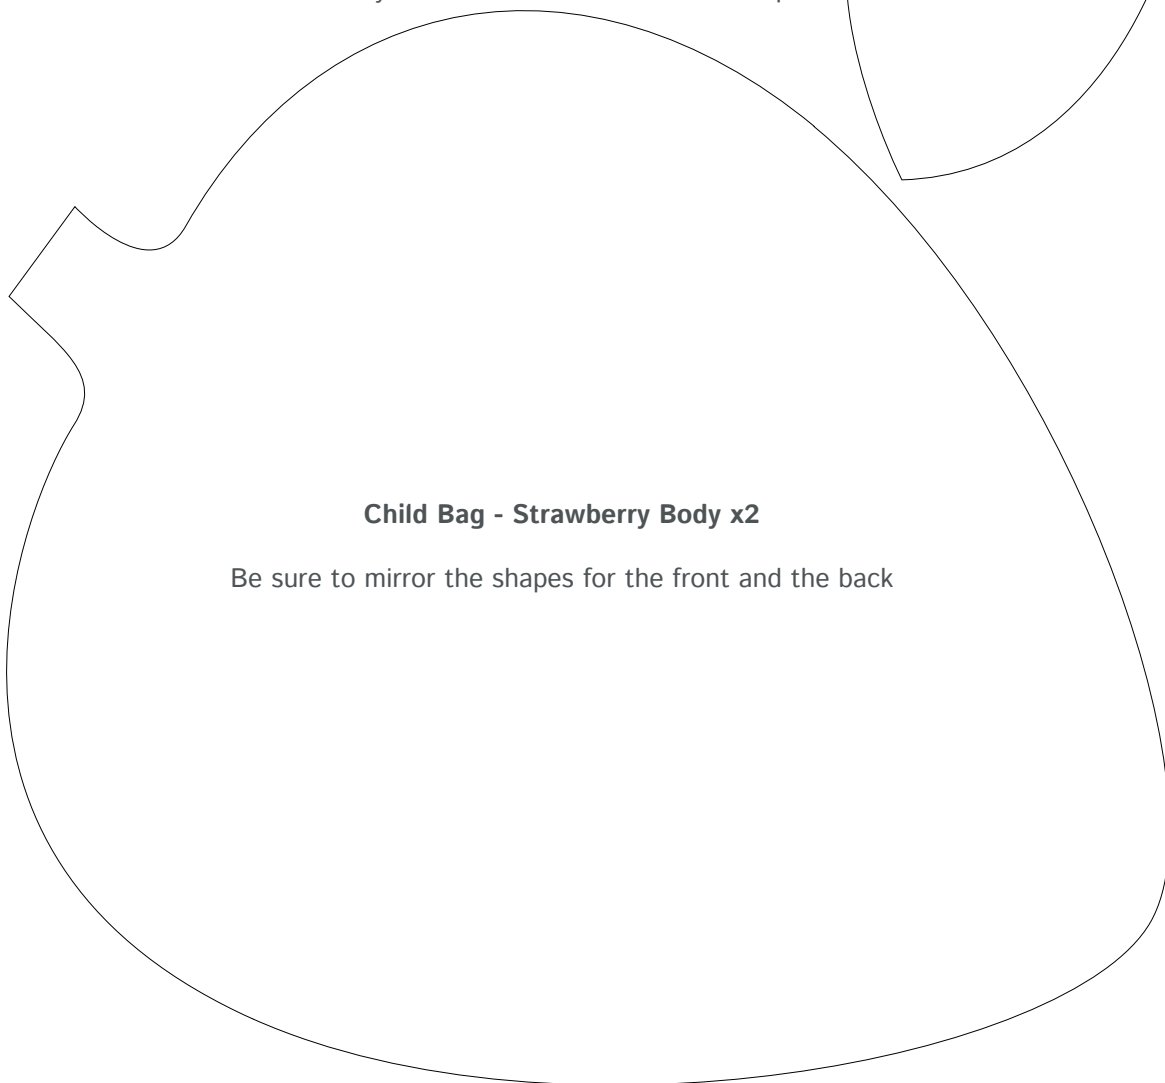 Child Bag - Strawberry Body x2
Be sure to mirror the shapes for the front and the back